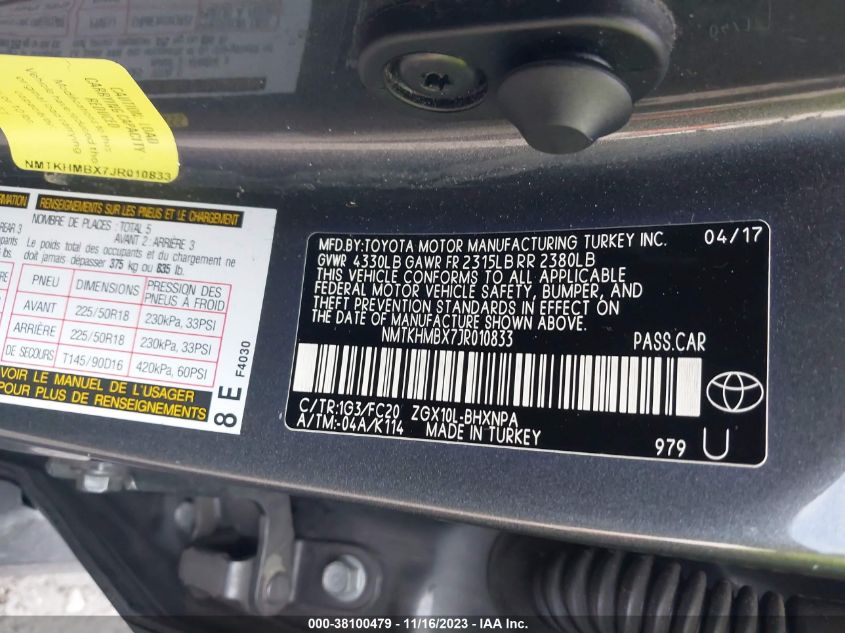 CAUTION: LOAD
CARRYING CAPACITY
REDUCED
NMTKHMBX7JR010833
RENSEIGNEMENTS SUR LES PNEUS ET LE CHARGEMENT
NOMBRE DE PLACES : TOTAL 5
AVANT 2 : ARRIÈRE 3
Le poids total des occupants et du chargement ne
doit jamais dépasser 375 kg ou 835 lb.
PNEU DIMENSIONS PRESSION DES PNEUS À FROID
AVANT 225/50R18 230kPa, 33PSI
ARRIÈRE 225/50R18 230kPa, 33PSI
DE SECOURS T145/90D16 420kPa, 60PSI
VOIR LE MANUEL DE L'USAGER
POUR PLUS DE RENSEIGNEMENTS
8 E F4030
MFD.BY:TOYOTA MOTOR MANUFACTURING TURKEY INC. 04/17
GVWR 4330LB GAWR FR 2315LB RR 2380LB
THIS VEHICLE CONFORMS TO ALL APPLICABLE
FEDERAL MOTOR VEHICLE SAFETY, BUMPER, AND
THEFT PREVENTION STANDARDS IN EFFECT ON
THE DATE OF MANUFACTURE SHOWN ABOVE.
NMTKHMBX7JR010833 PASS.CAR
C/TR:1G3/FC20 ZGX10L-BHXNPA
A/TM:-04A/K114 MADE IN TURKEY
979 U
000-38100479 - 11/16/2023 - IAA Inc.